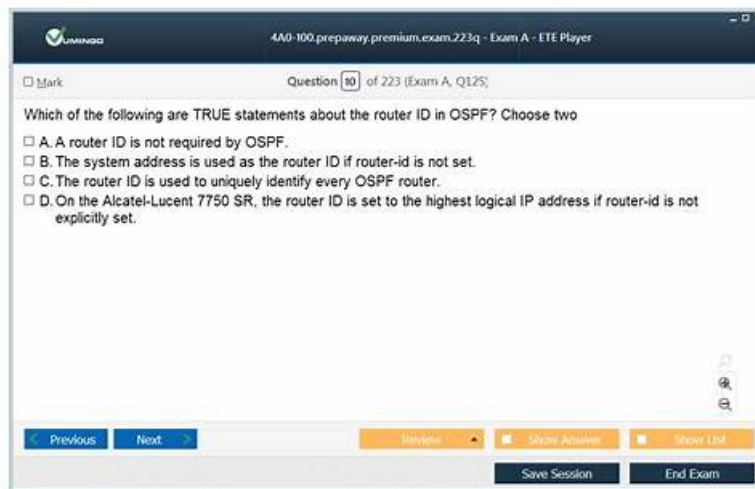 VUMINGO
4A0-100.prepaway.premium.exam.223q - Exam A - ETE Player
Mark
Question 10 of 223 (Exam A, Q125)
Which of the following are TRUE statements about the router ID in OSPF? Choose two
A. A router ID is not required by OSPF.
B. The system address is used as the router ID if router-id is not set.
C. The router ID is used to uniquely identify every OSPF router.
D. On the Alcatel-Lucent 7750 SR, the router ID is set to the highest logical IP address if router-id is not
explicitly set.
Previous Next Review Show Answer Show List
Save Session End Exam